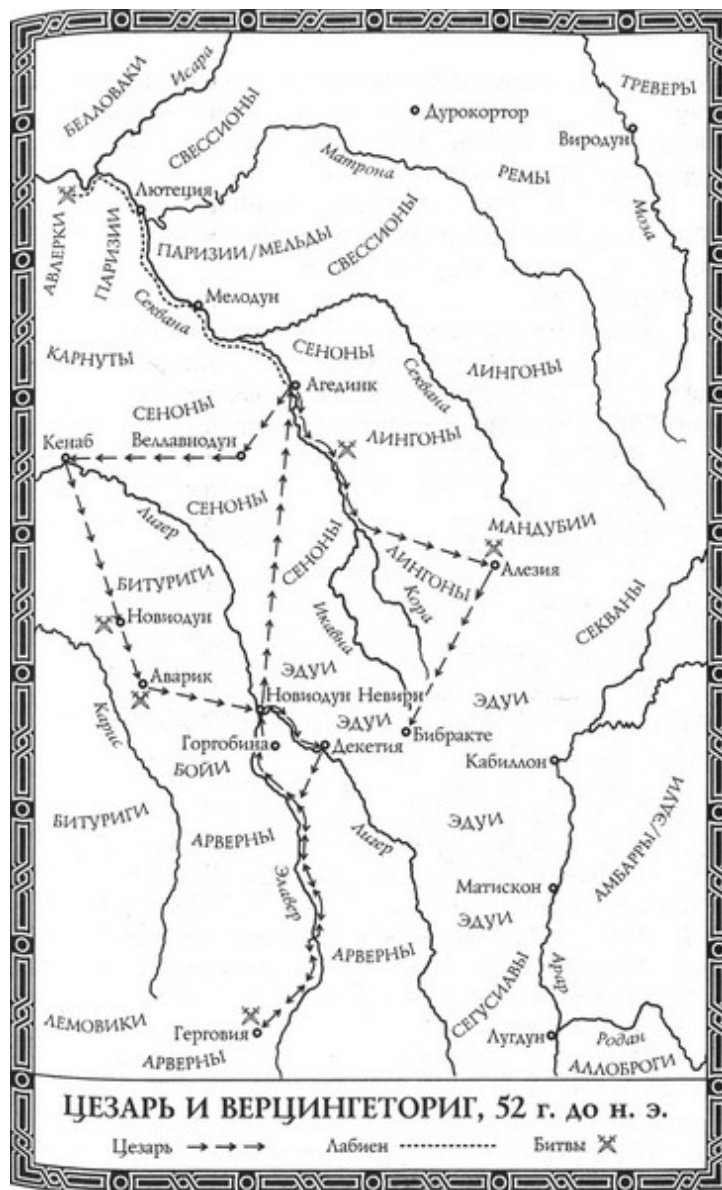 ТРЕВЕРЫ
БЕЛЛОВАКИ
Исара
СВЕССИОНЫ
Дурокортор
Виродун
Матрона
РЕМЫ
Лютеция
Моза
АВЛЕРКИ
ПАРИЗИИ
ПАРИЗИИ/МЕЛЬДЫ
СВЕССИОНЫ
Мелодун
Секвана
КАРНУТЫ
СЕНОНЫ
Секвана
ЛИНГОНЫ
Агединк
СЕНОНЫ
Кенаб
Веллавнодун
ЛИНГОНЫ
СЕНОНЫ
Лигер
МАНДУБИИ
СЕНОНЫ
ЛИНГОНЫ
Алезия
БИТУРИГИ
Кора
СЕКВАНЫ
Новиодун
Икавна
Аварик
ЭДУИ
Новиодун Невирн
ЭДУИ
Карис
ЭДУИ
Горгобина
Декетия
Бибракте
Кабиллон
БОЙИ
БИТУРИГИ
АРВЕРНЫ
Лигер
ЭДУИ
АМБАРРЫ/ЭДУИ
Элавер
Матискон
ЭДУИ
АРВЕРНЫ
СЕГУСИАВЫ
Арар
ЛЕМОВИКИ
Герговия
Лугдун
Родан
АРВЕРНЫ
АЛЛОБРОГИ
ЦЕЗАРЬ И ВЕРЦИНГЕТОРИГ, 52 г. до н. э.
Цезарь Лабиен Битвы